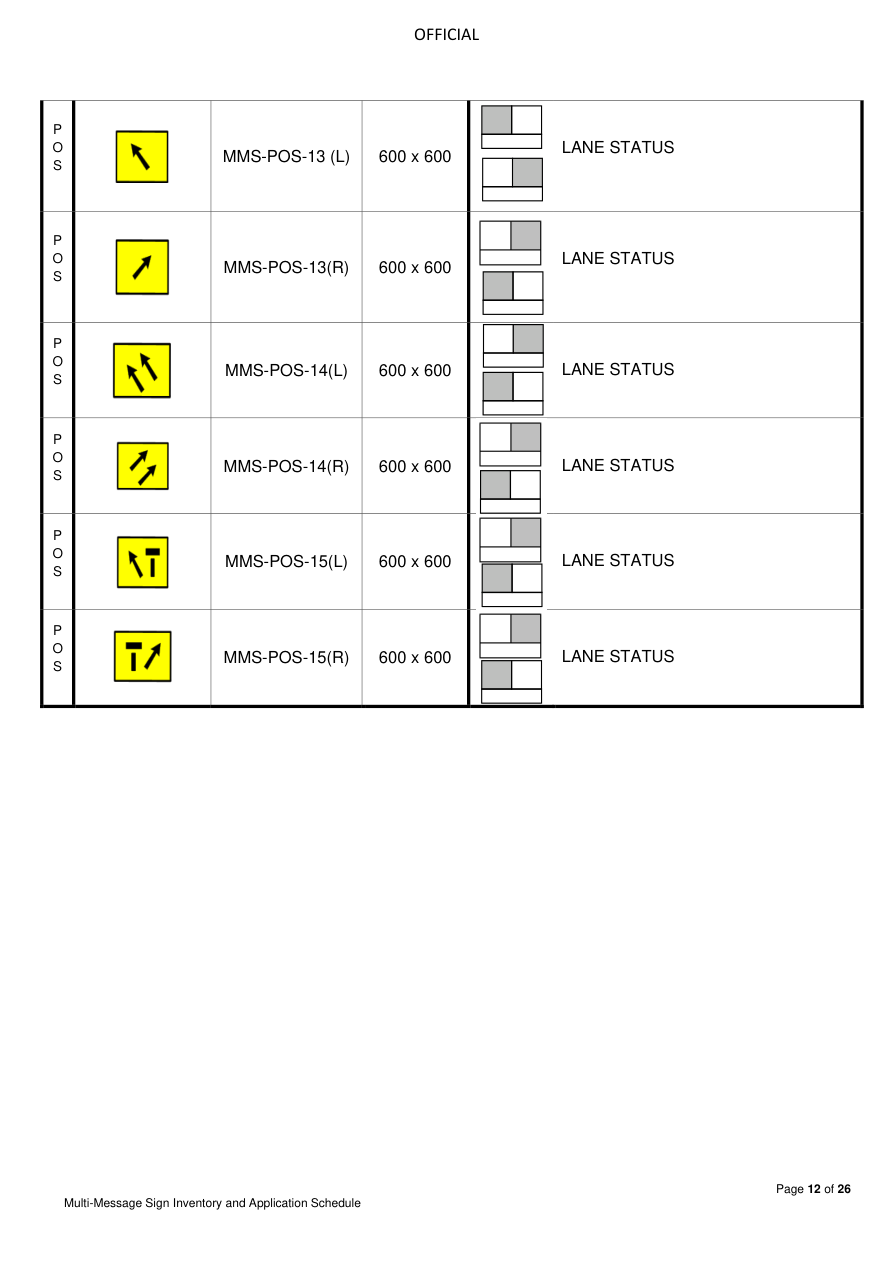 OFFICIAL
P
O
S
MMS-POS-13 (L)
600 x 600
LANE STATUS
P
O
S
MMS-POS-13(R)
600 x 600
LANE STATUS
P
O
S
MMS-POS-14(L)
600 x 600
LANE STATUS
P
O
S
MMS-POS-14(R)
600 x 600
LANE STATUS
P
O
S
MMS-POS-15(L)
600 x 600
LANE STATUS
P
O
S
MMS-POS-15(R)
600 x 600
LANE STATUS
Page 12 of 26
Multi-Message Sign Inventory and Application Schedule